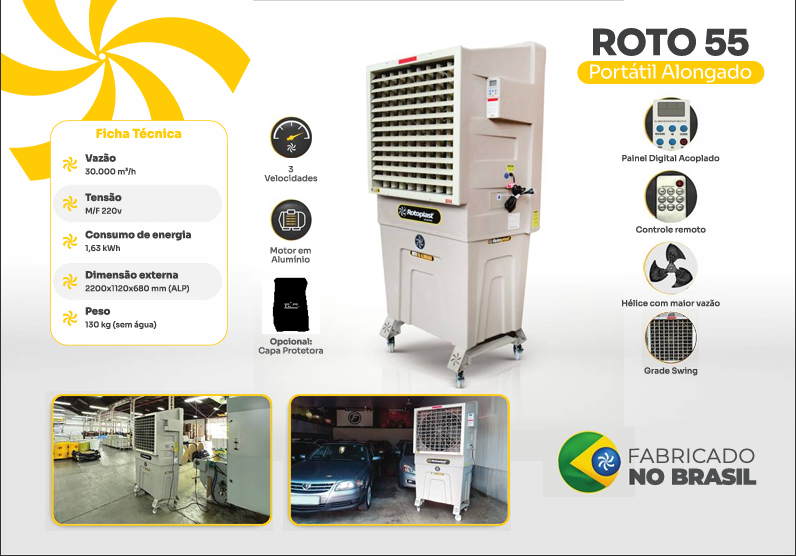 ROTO 55
Portátil Alongado
Ficha Técnica
Vazão
30.000 m³/h
Tensão
M/F 220v
Consumo de energia
1,63 kWh
Dimensão externa
2200x1120x680 mm (ALP)
Peso
130 kg (sem água)
3
Velocidades
Motor em
Alumínio
Opcional:
Capa Protetora
Rotoplast
Painel Digital Acoplado
Controle remoto
Hélice com maior vazão
Grade Swing
FABRICADO
NO BRASIL